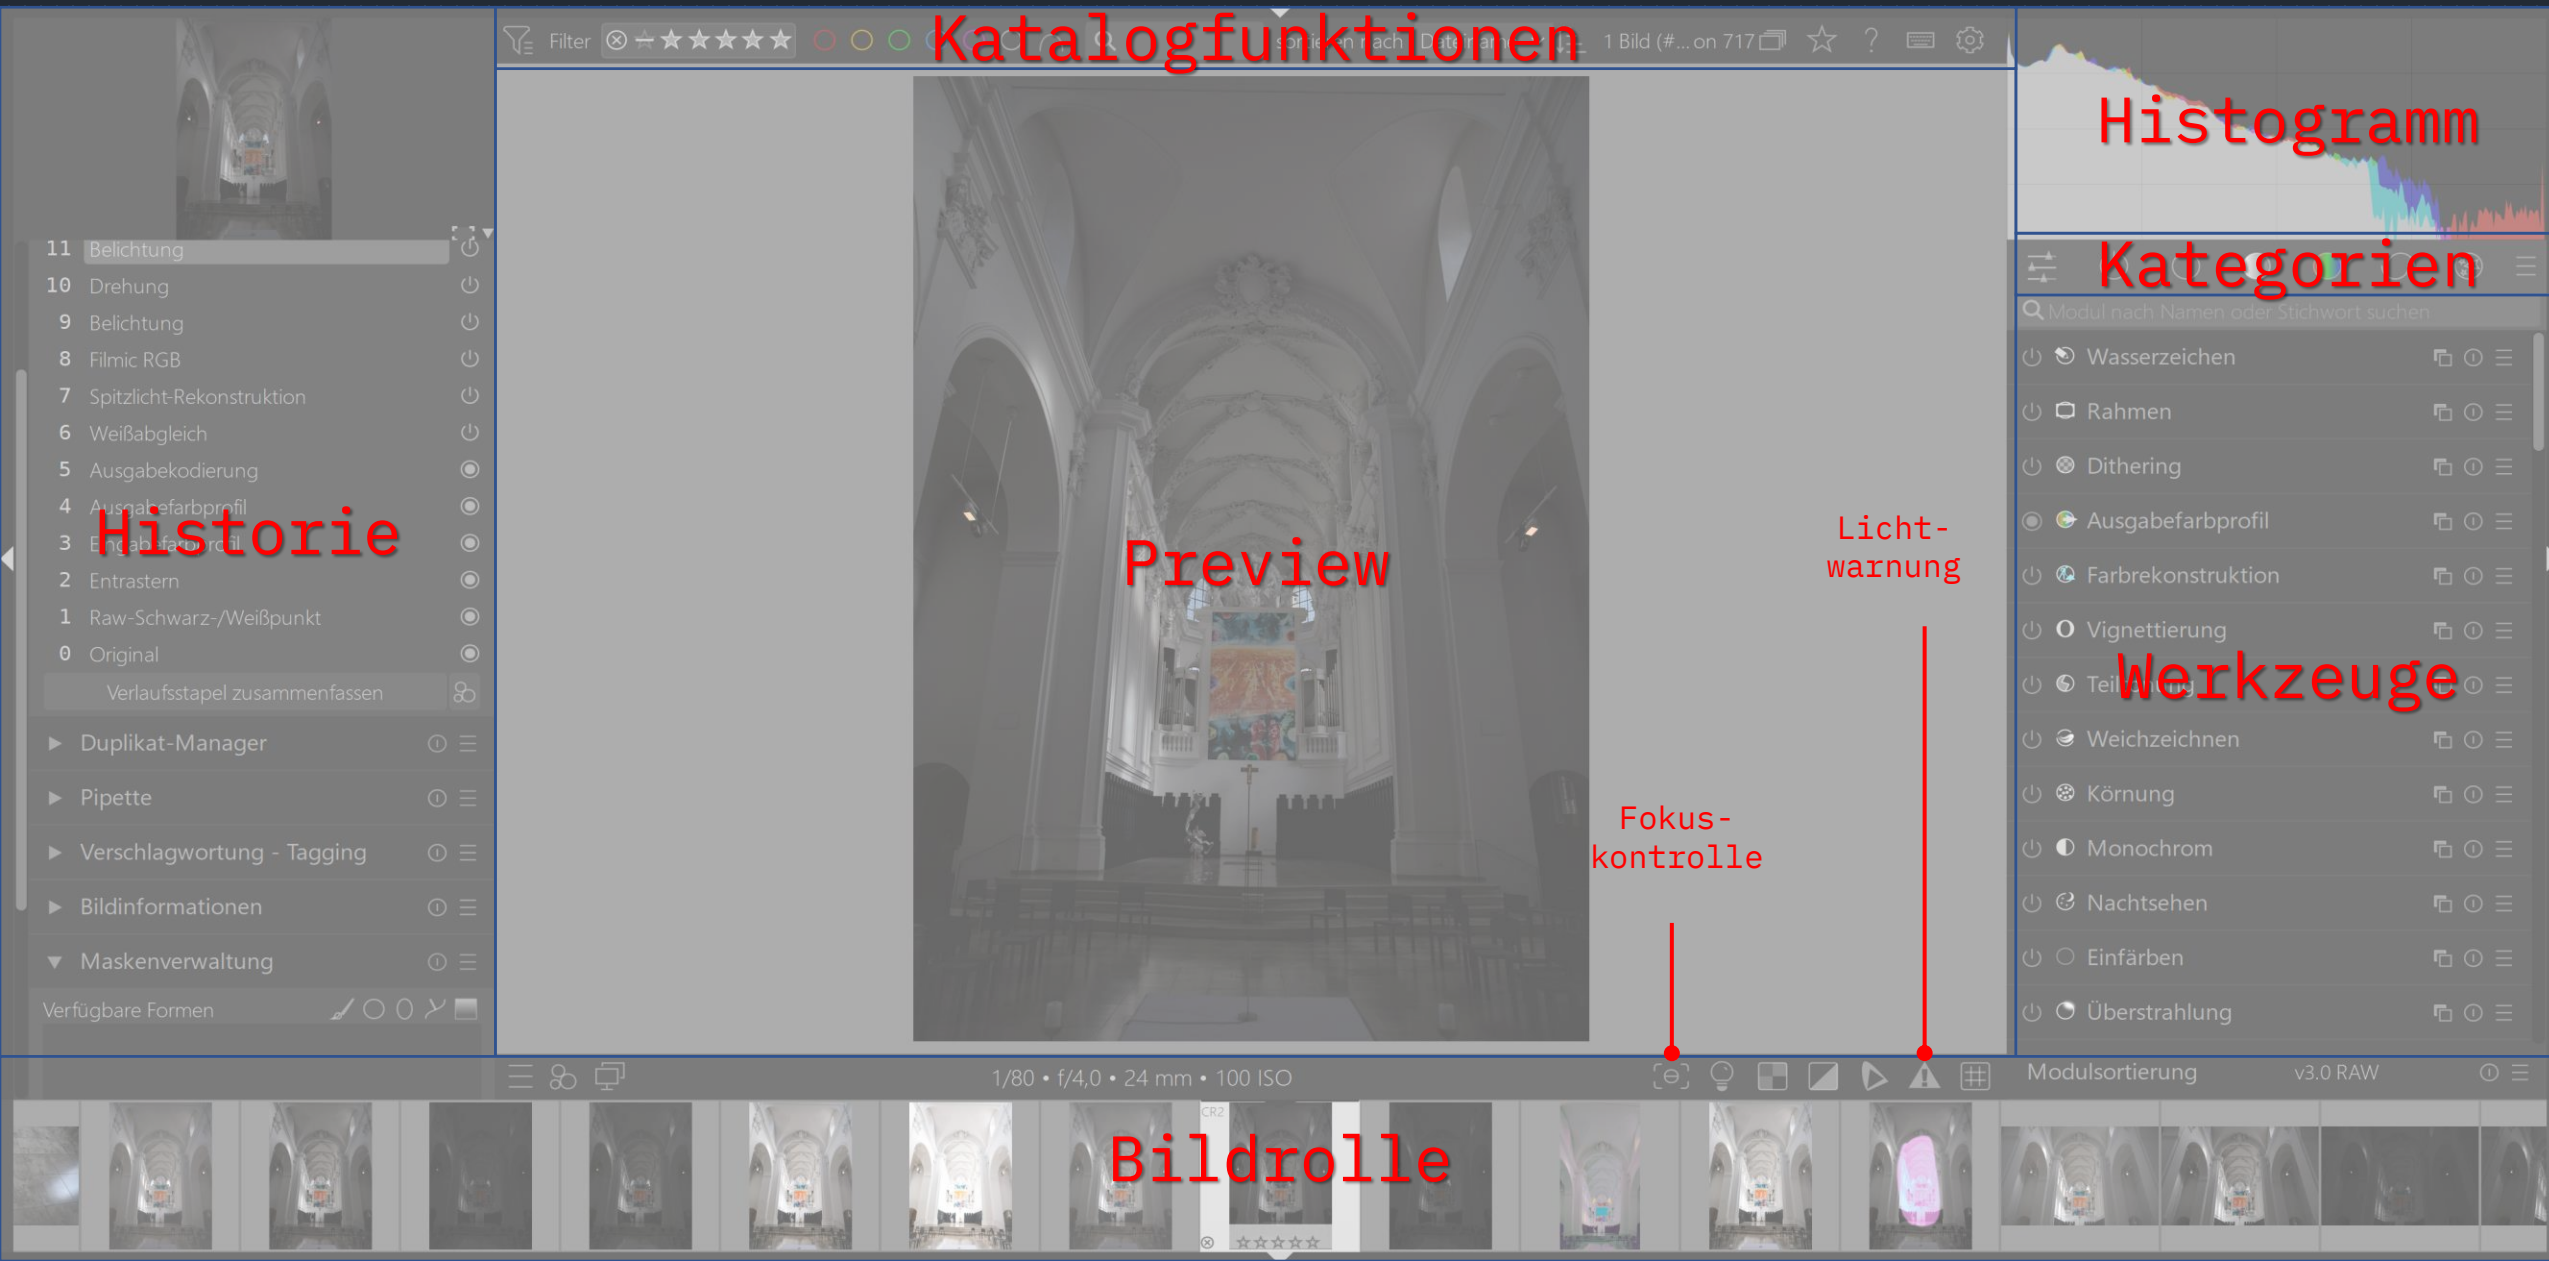 Katalogfunktionen
Filter
sortieren nach Dateiname
1 Bild (#... on 717
?
Histogramm
Kategorien
Modul nach Namen oder Stichwort suchen
11 Belichtung
10 Drehung
9 Belichtung
8 Filmic RGB
7 Spitzlicht-Rekonstruktion
6 Weißabgleich
5 Ausgabekodierung
4 Ausgabefarbprofil
3 Eingabefarbprofil
Historie
2 Entrastern
1 Raw-Schwarz-/Weißpunkt
0 Original
Verlaufsstapel zusammenfassen
Duplikat-Manager
Pipette
Verschlagwortung - Tagging
Bildinformationen
Maskenverwaltung
Verfügbare Formen
Preview
Licht-
warnung
Fokus-
kontrolle
Wasserzeichen
Rahmen
Dithering
Ausgabefarbprofil
Farbrekonstruktion
Vignettierung
Werkzeuge
Weichzeichnen
Körnung
Monochrom
Nachtsehen
Einfärben
Überstrahlung
1/80 • f/4,0 • 24 mm • 100 ISO
Modulsortierung
v3.0 RAW
CR2
Bildrolle